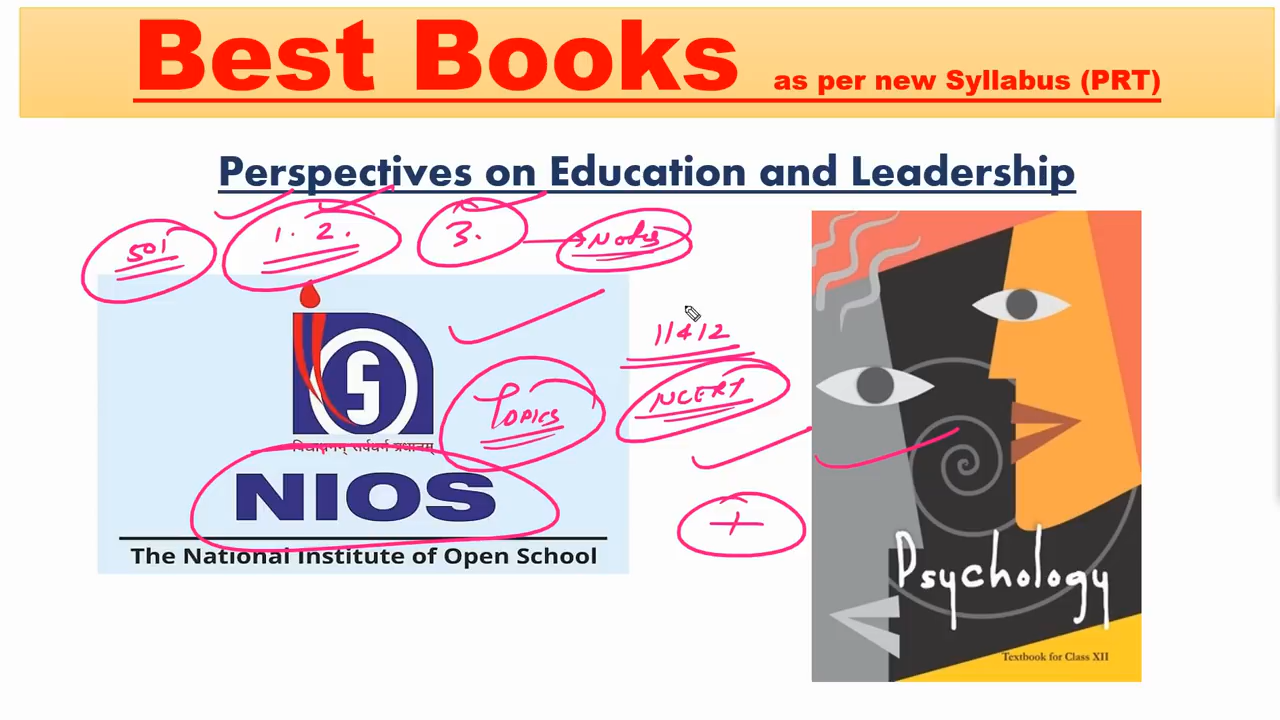 Best Books as per new Syllabus (PRT)
Perspectives on Education and Leadership
501
1. 2.
3.
Notes
11 & 12
NCERT
Topics
+
NIOS
The National Institute of Open School
Psychology
Textbook for Class XII